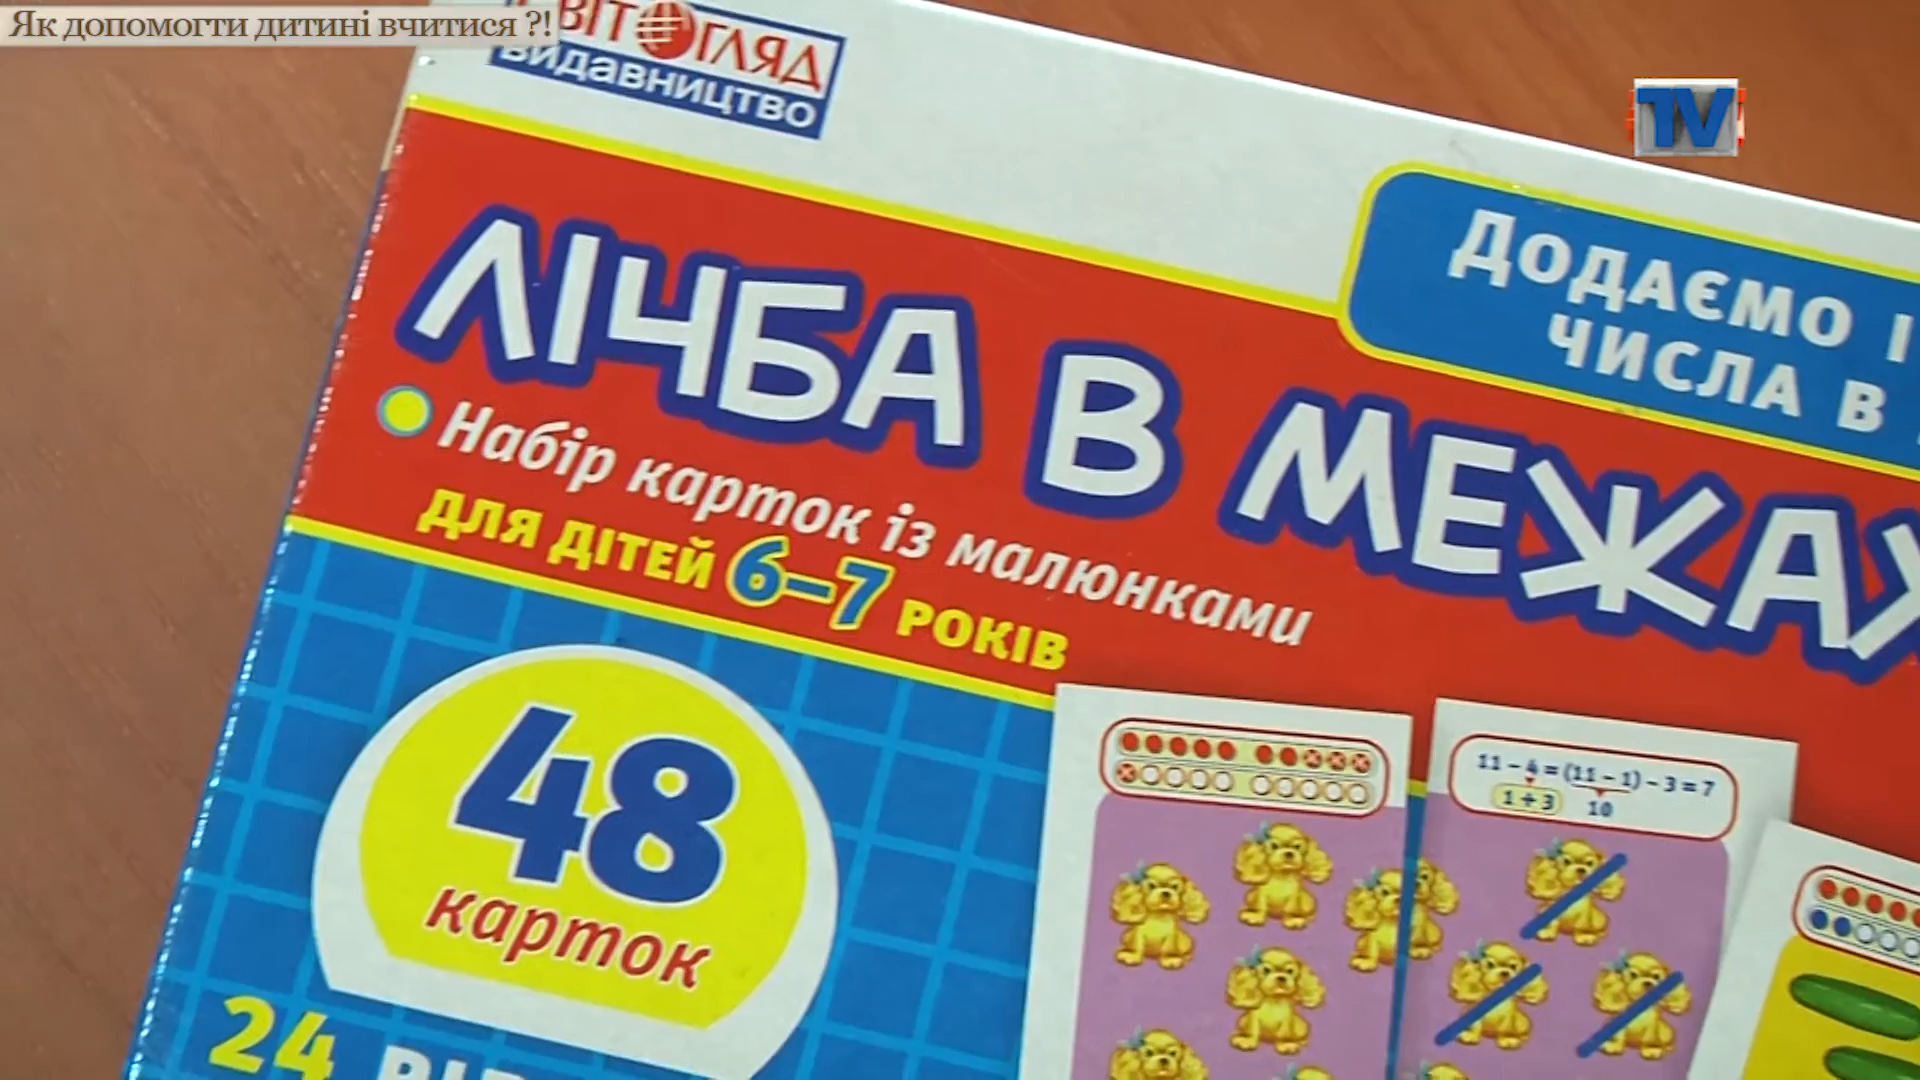 Як допомогти дитині вчитися ?!
СВІТОГЛЯД
видавництво
TV
ДОДАЄМО І
ЧИСЛА В
ЛІЧБА В МЕЖАХ
Набір карток із малюнками
ДЛЯ ДІТЕЙ 6–7 РОКІВ
48
карток
11 – 4 = (11 – 1) – 3 = 7
1 + 3
10
24